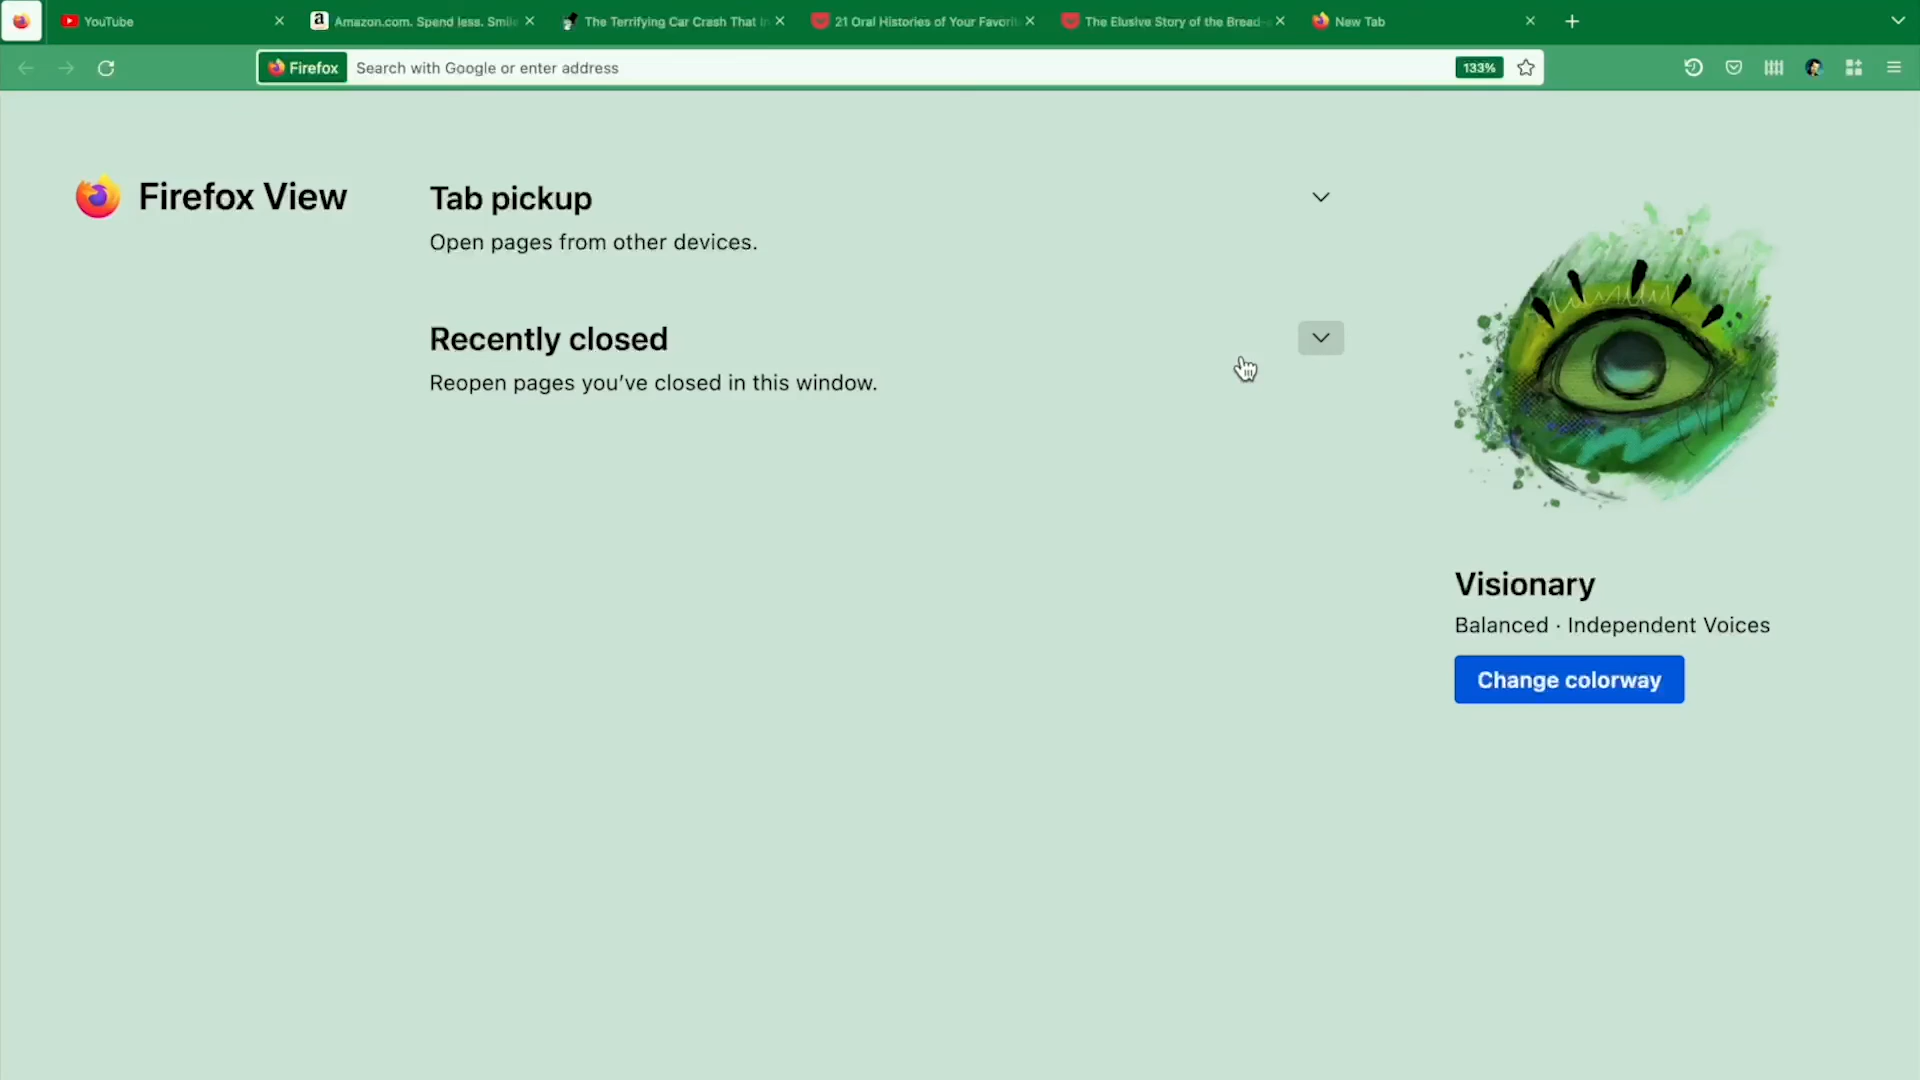 YouTube
Amazon.com. Spend less. Smile
The Terrifying Car Crash That In
21 Oral Histories of Your Favorit
The Elusive Story of the Bread-
New Tab
Firefox
Search with Google or enter address
133%
Firefox View
Tab pickup
Open pages from other devices.
Recently closed
Reopen pages you’ve closed in this window.
Visionary
Balanced · Independent Voices
Change colorway